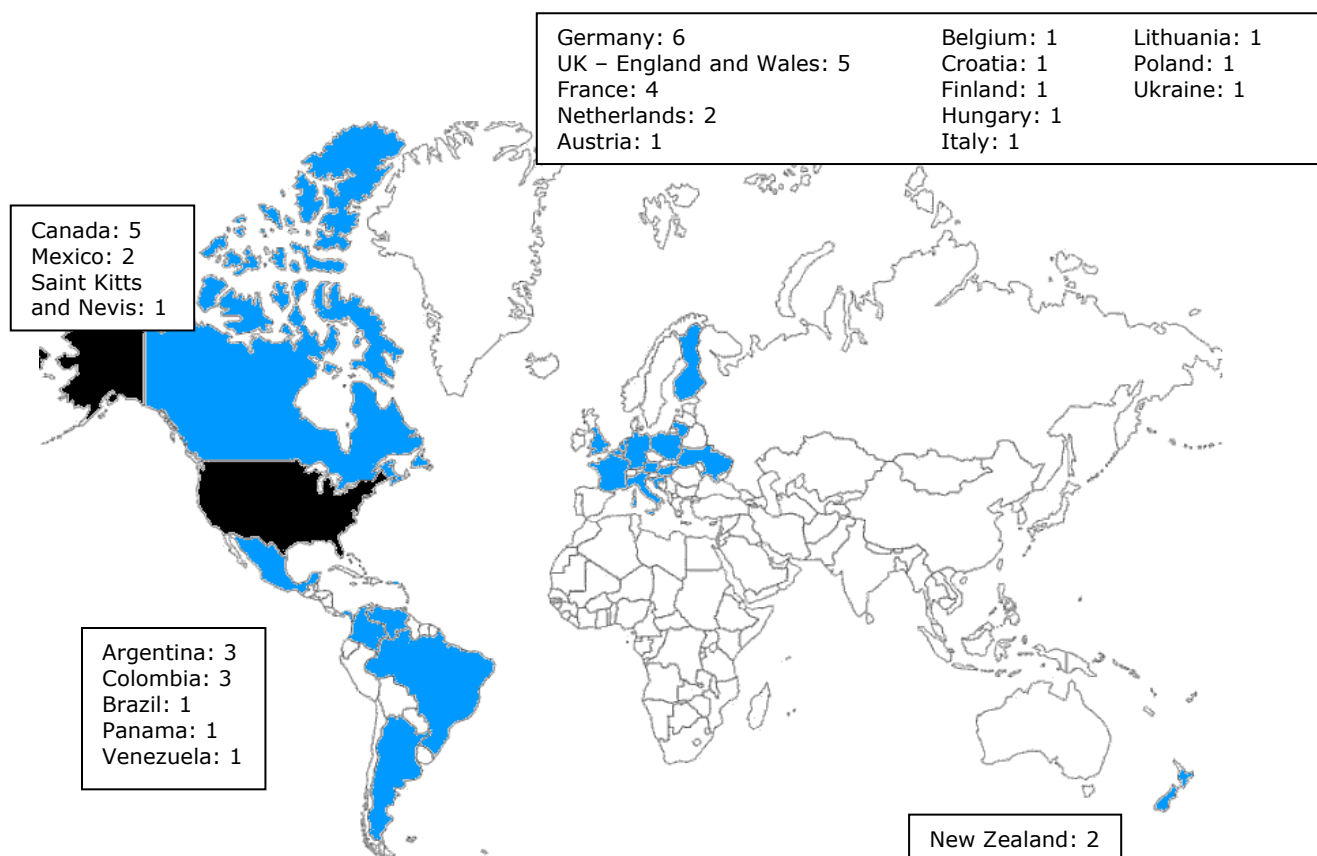 Germany: 6
UK – England and Wales: 5
France: 4
Netherlands: 2
Austria: 1
Belgium: 1
Croatia: 1
Finland: 1
Hungary: 1
Italy: 1
Lithuania: 1
Poland: 1
Ukraine: 1
Canada: 5
Mexico: 2
Saint Kitts
and Nevis: 1
Argentina: 3
Colombia: 3
Brazil: 1
Panama: 1
Venezuela: 1
New Zealand: 2